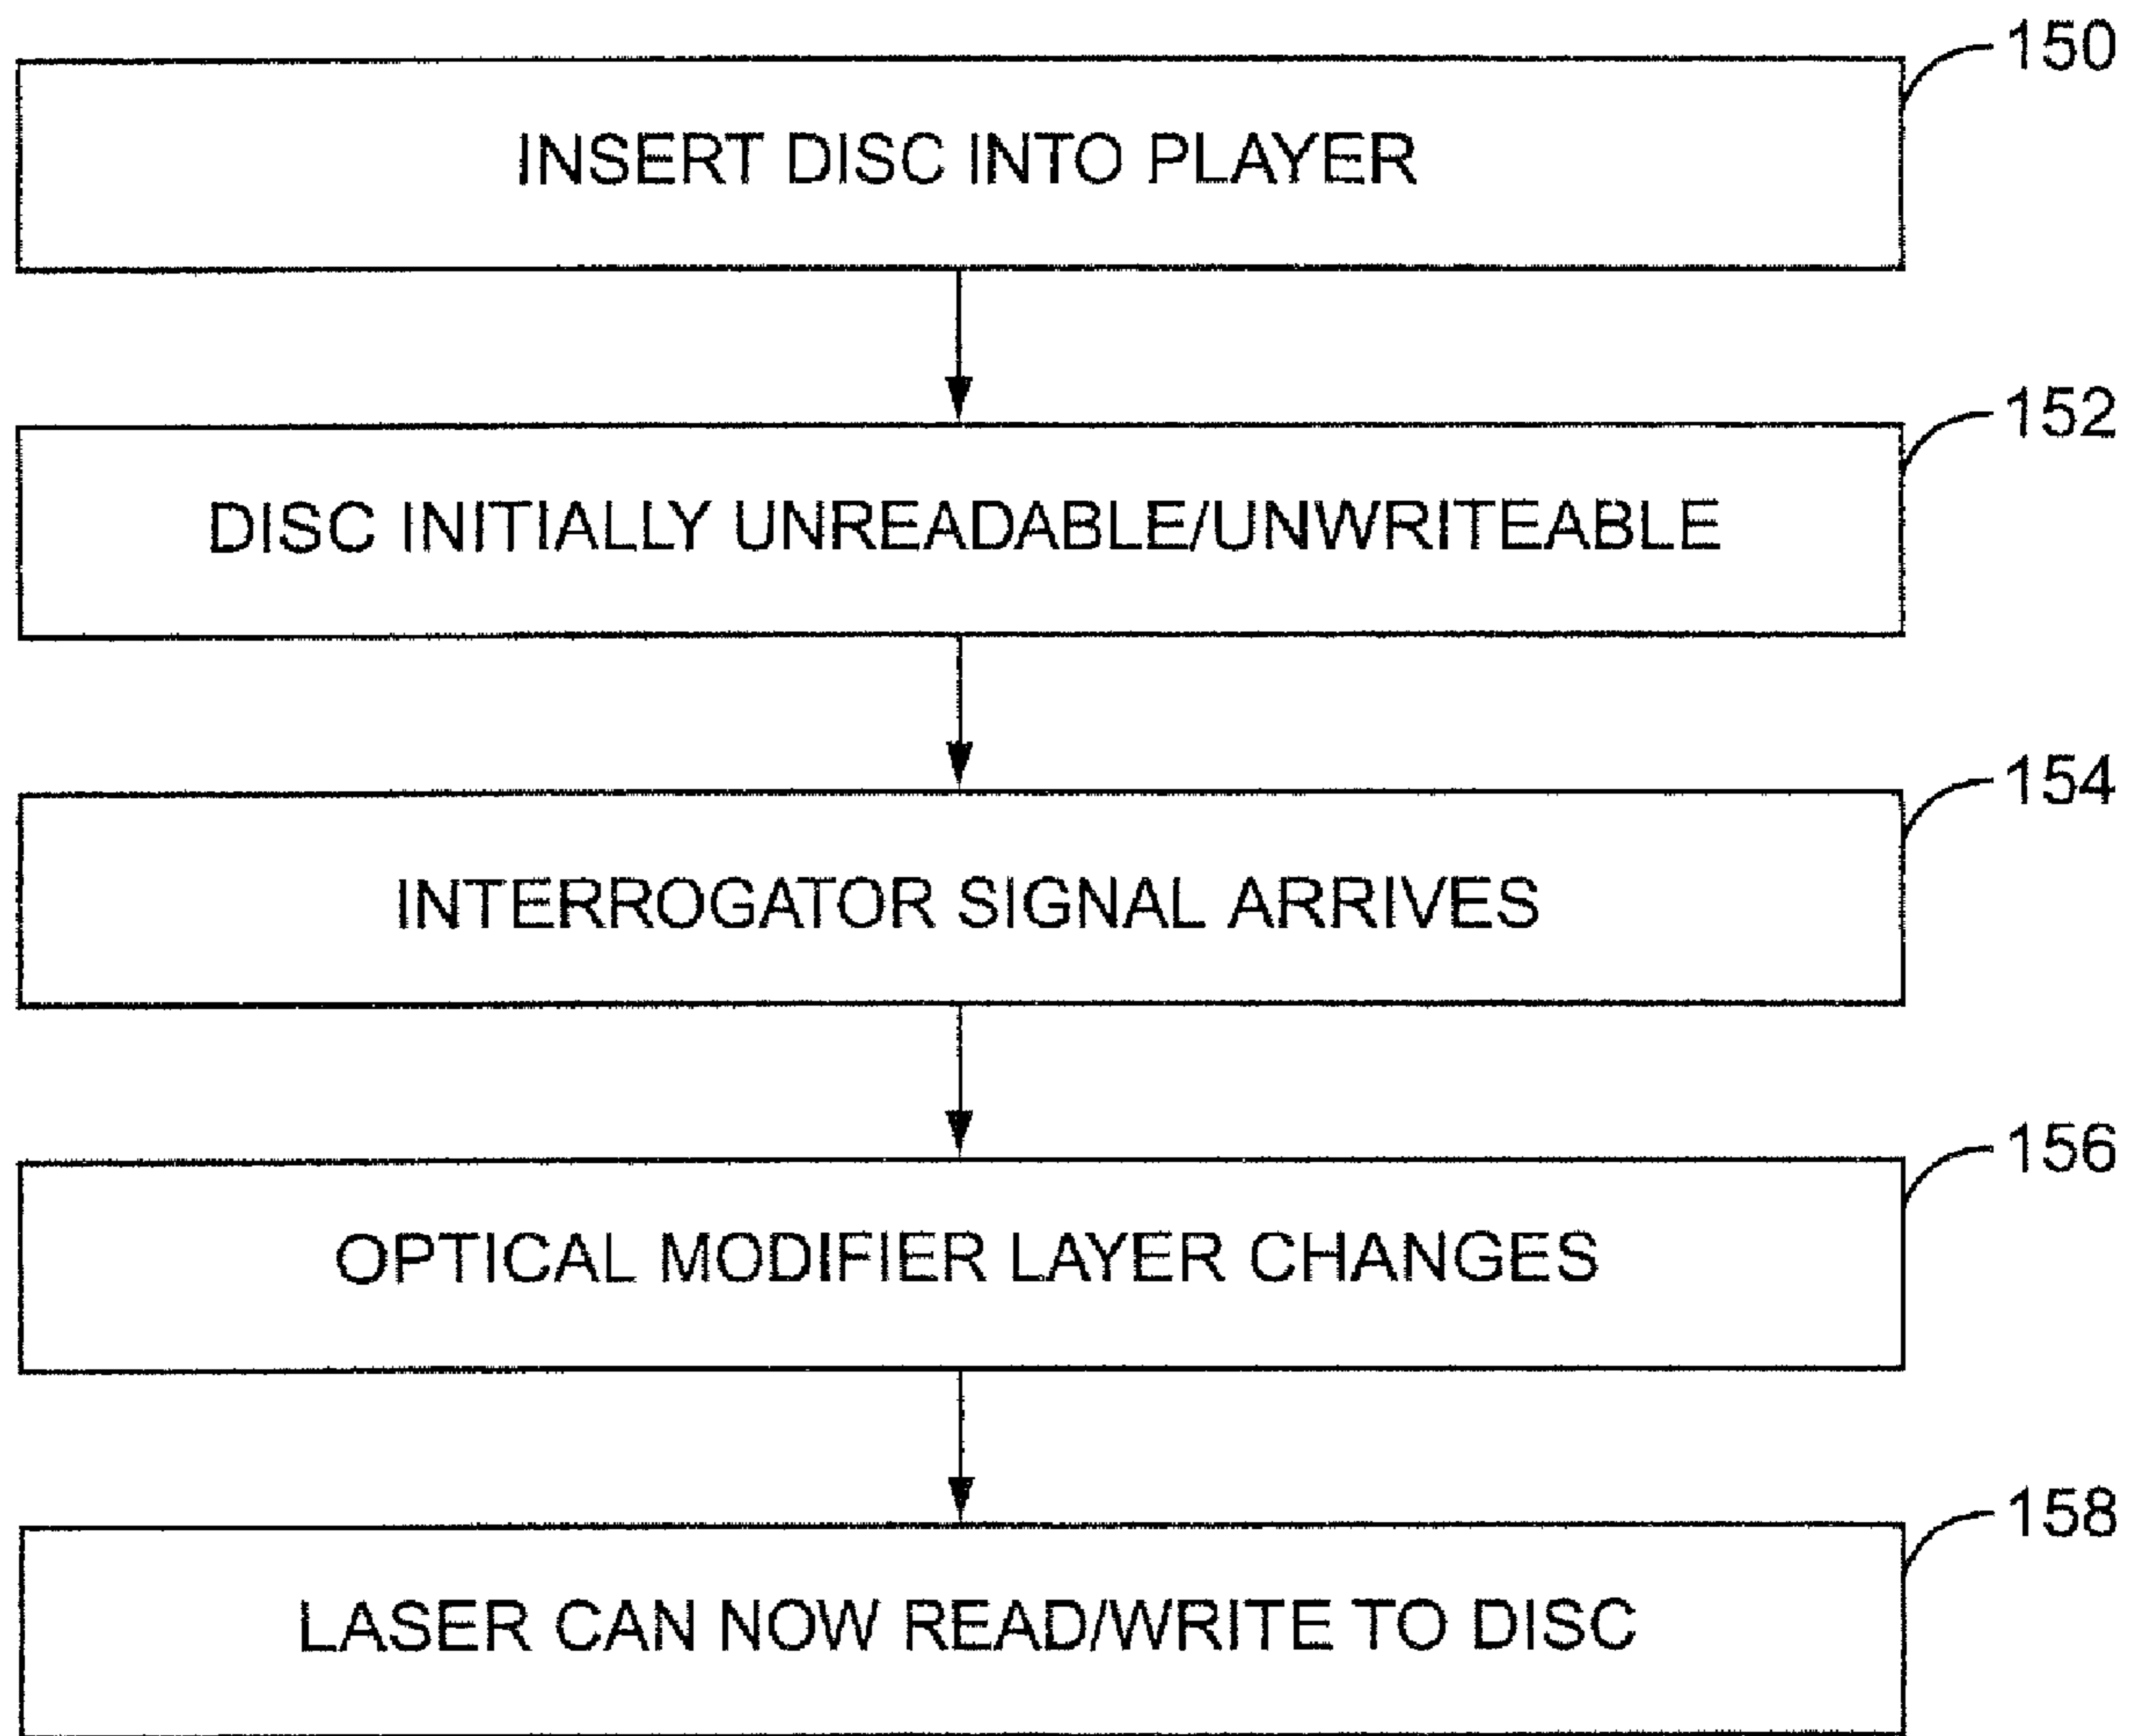 150
INSERT DISC INTO PLAYER
152
DISC INITIALLY UNREADABLE/UNWRITEABLE
154
INTERROGATOR SIGNAL ARRIVES
156
OPTICAL MODIFIER LAYER CHANGES
158
LASER CAN NOW READ/WRITE TO DISC